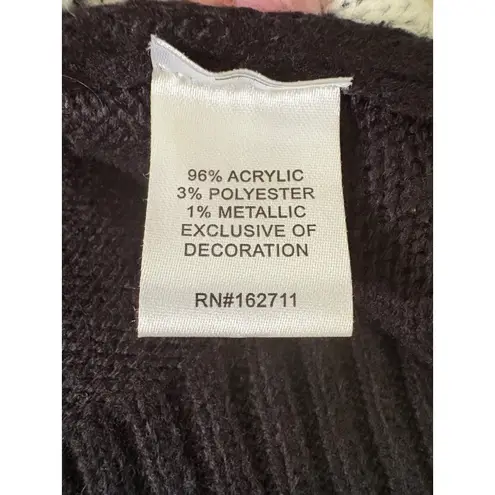 96% ACRYLIC
3% POLYESTER
1% METALLIC
EXCLUSIVE OF
DECORATION
RN#162711